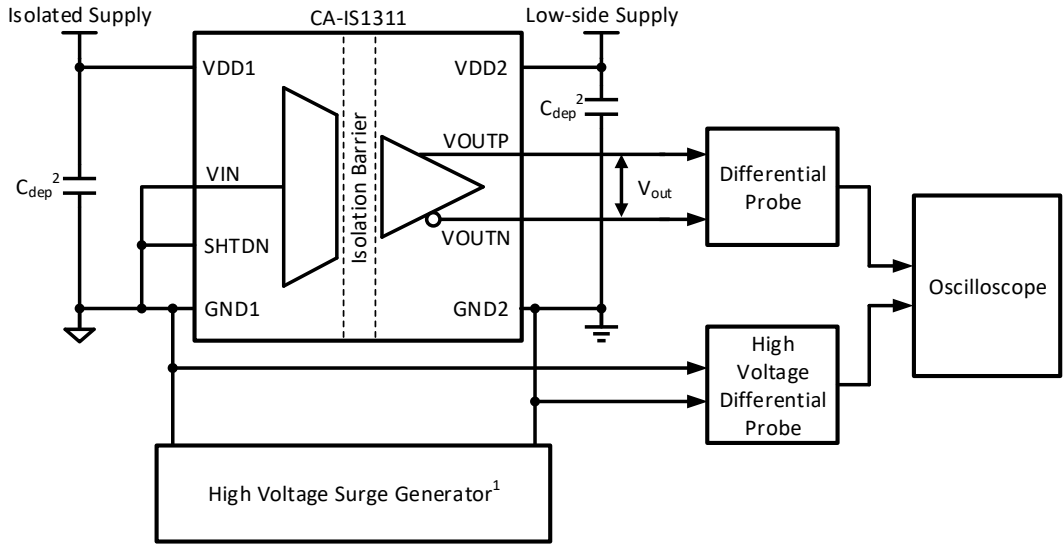 Isolated Supply
CA-IS1311
Low-side Supply
VDD1
VDD2
Cdep2
Cdep2
VIN
Isolation Barrier
VOUTP
Vout
VOUTN
SHTDN
GND1
GND2
Differential
Probe
Oscilloscope
High
Voltage
Differential
Probe
High Voltage Surge Generator1